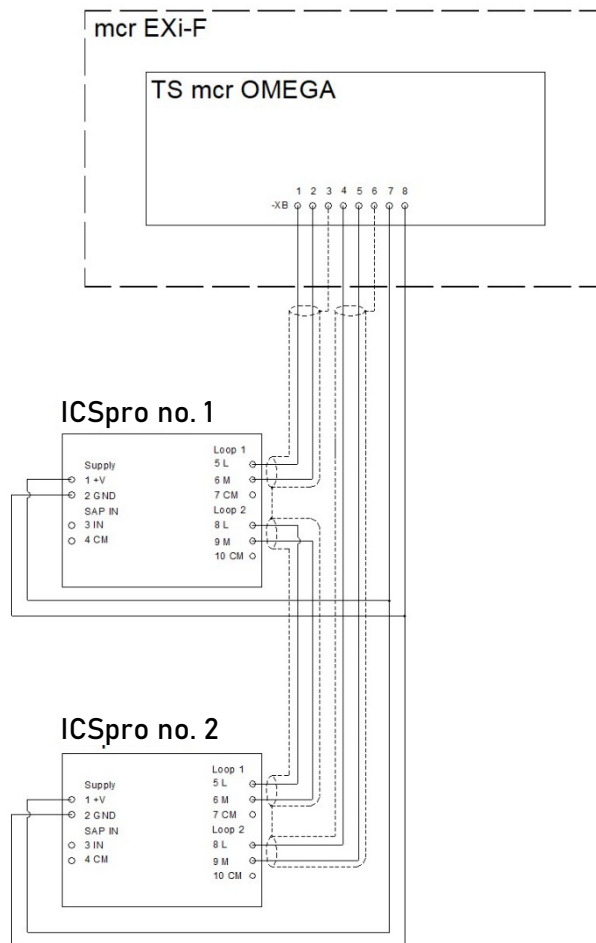 mcr EXi-F
TS mcr OMEGA
1 2 3 4 5 6 7 8
-XB
ICSpro no. 1
Loop 1
Supply
5 L
1 +V
6 M
2 GND
7 CM
SAP IN
Loop 2
3 IN
8 L
4 CM
9 M
10 CM
ICSpro no. 2
Loop 1
Supply
5 L
1 +V
6 M
2 GND
7 CM
SAP IN
Loop 2
3 IN
8 L
4 CM
9 M
10 CM